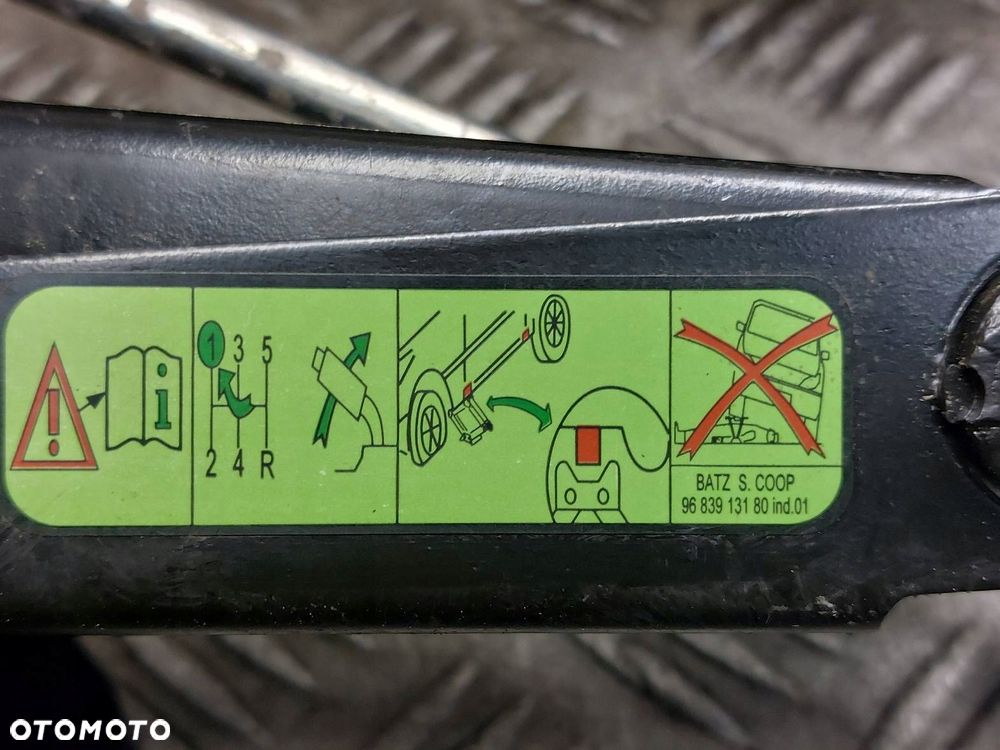 1 3 5
2 4 R
i
BATZ S. COOP
96 839 131 80 ind.01
OTOMOTO